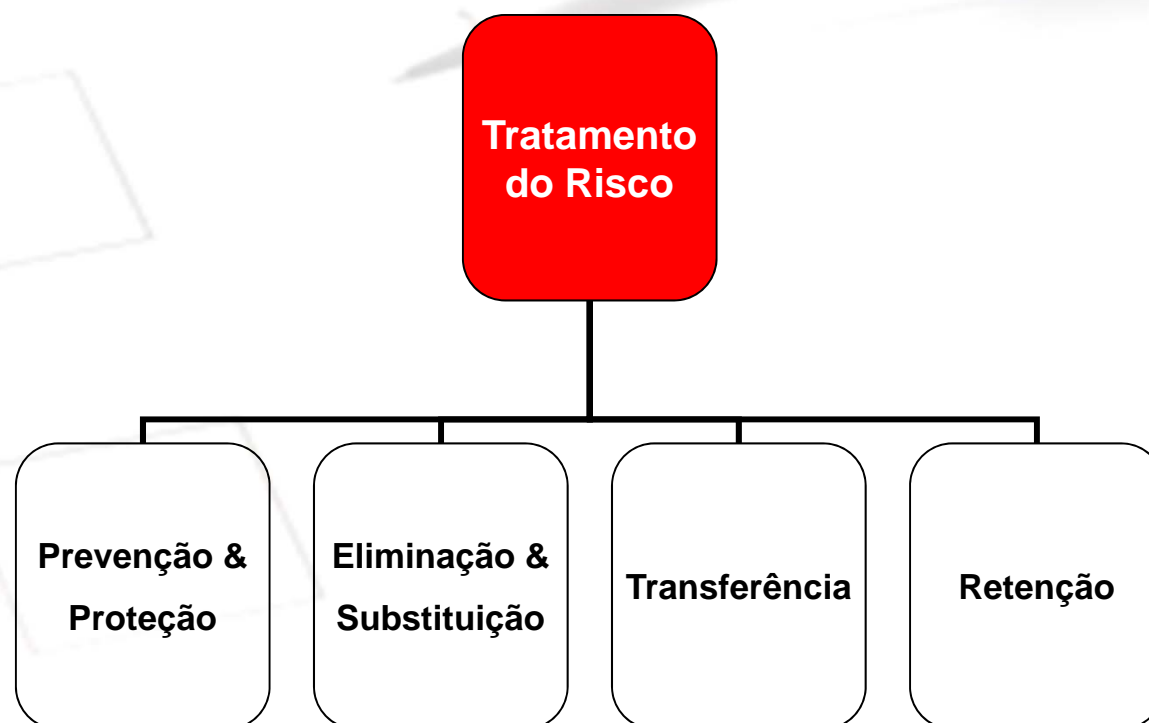 Tratamento
do Risco
Prevenção &
Proteção
Eliminação &
Substituição
Transferência
Retenção